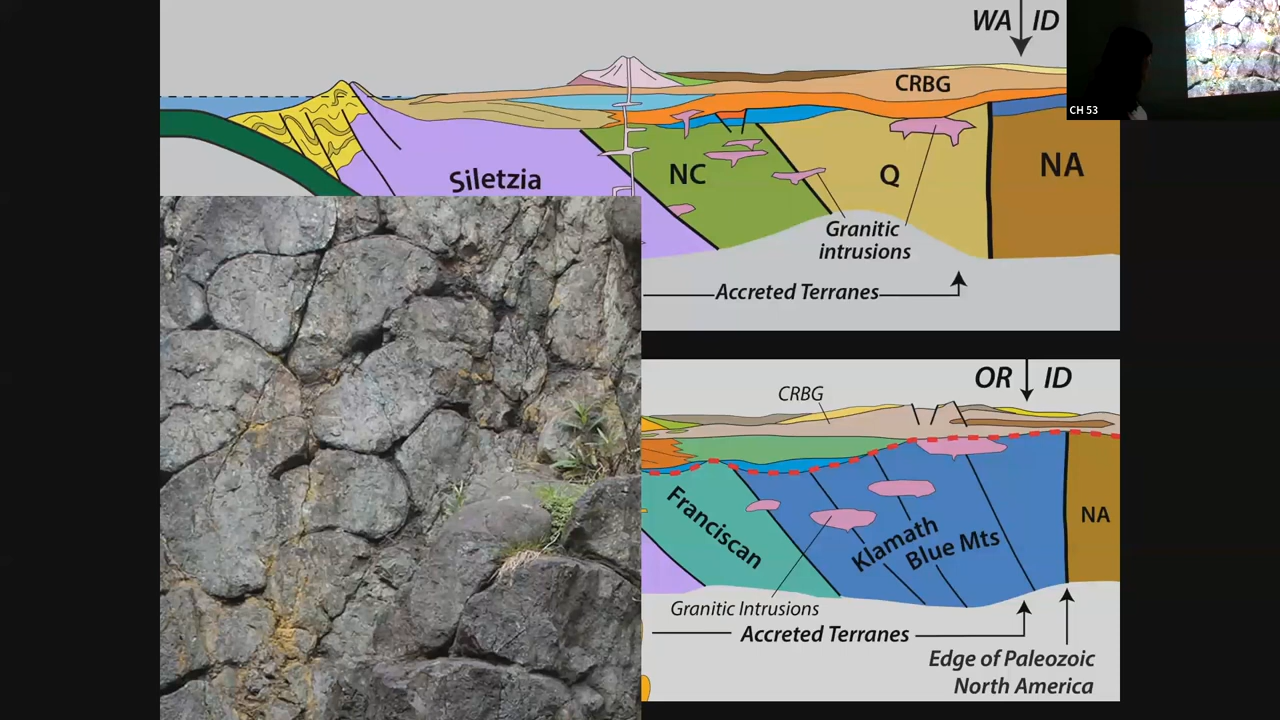 WA ID
CRBG
CH 53
Siletzia
NC
Q
NA
Granitic
intrusions
Accreted Terranes
OR ID
CRBG
Franciscan
Klamath
Blue Mts
NA
Granitic Intrusions
Accreted Terranes
Edge of Paleozoic
North America